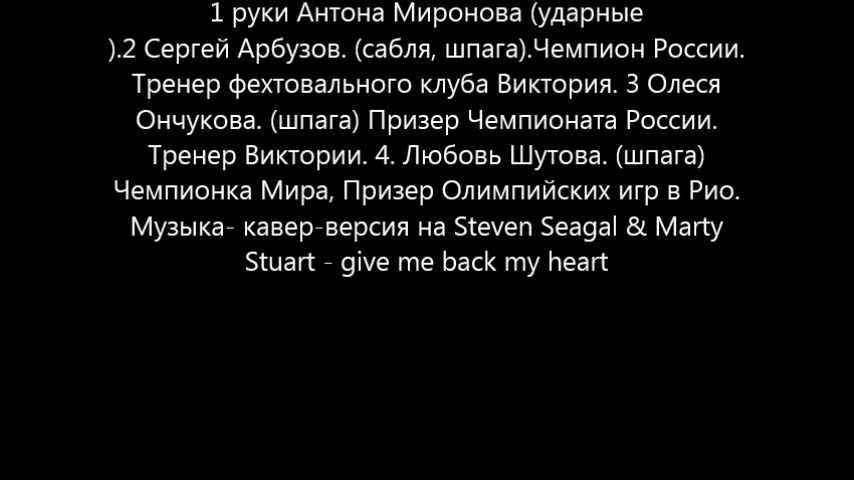 1 руки Антона Миронова (ударные
).2 Сергей Арбузов. (сабля, шпага).Чемпион России.
Тренер фехтовального клуба Виктория. 3 Олеся
Ончукова. (шпага) Призер Чемпионата России.
Тренер Виктории. 4. Любовь Шутова. (шпага)
Чемпионка Мира, Призер Олимпийских игр в Рио.
Музыка- кавер-версия на Steven Seagal & Marty
Stuart - give me back my heart